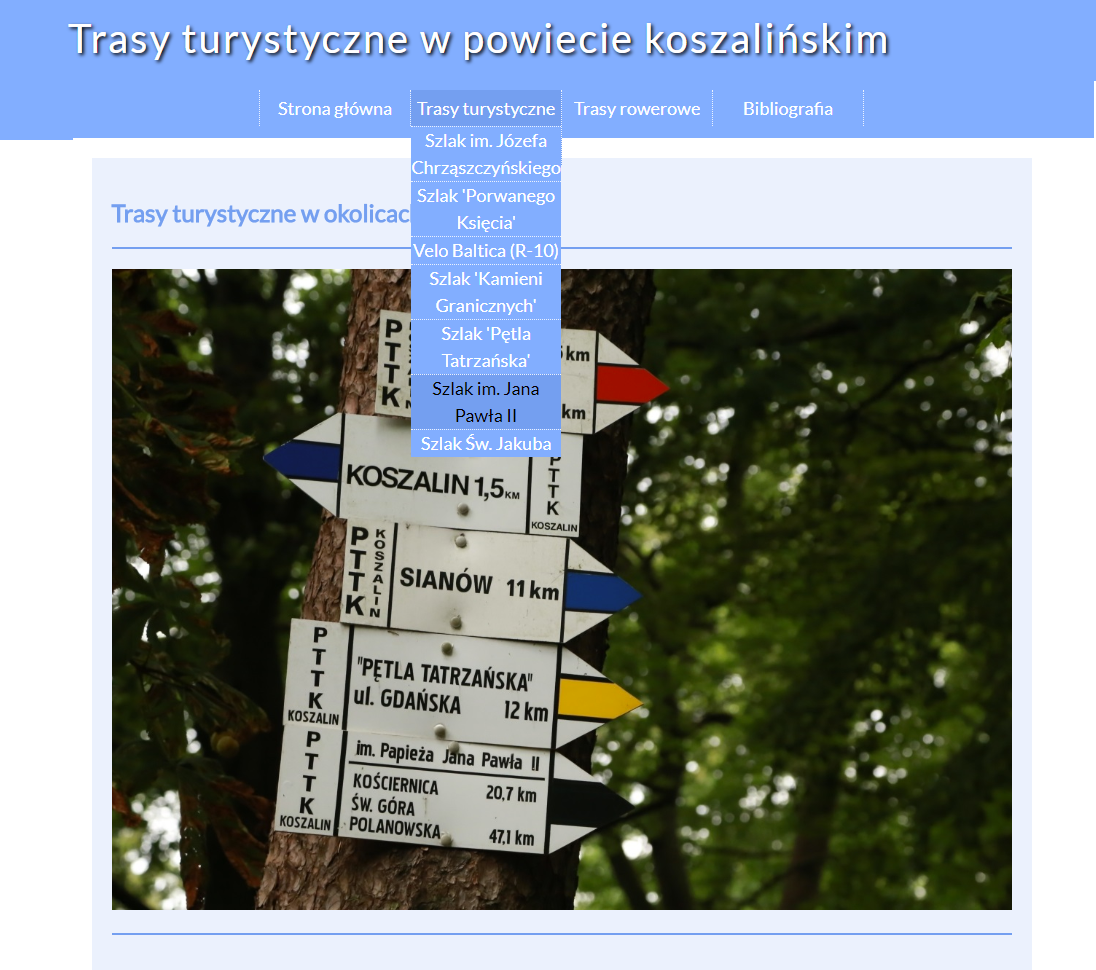 Trasy turystyczne w powiecie koszalińskim
Strona główna
Trasy turystyczne
Trasy rowerowe
Bibliografia
Szlak im. Józefa
Chrząszczyńskiego
Szlak 'Porwanego
Księcia'
Velo Baltica (R-10)
Szlak 'Kamieni
Granicznych'
Szlak 'Pętla
Tatrzańska'
Szlak im. Jana
Pawła II
Szlak Św. Jakuba
Trasy turystyczne w okolicach
PTTK
km
km
KOSZALIN 1,5 KM
PTTK
KOSZALIN
PTTK
KOSZALIN
SIANÓW 11 km
PTTK
KOSZALIN
"PĘTLA TATRZAŃSKA"
ul. GDAŃSKA 12 km
PTTK
KOSZALIN
im. Papieża Jana Pawła II
KOŚCIERNICA 20,7 km
ŚW. GÓRA
POLANOWSKA 47,1 km